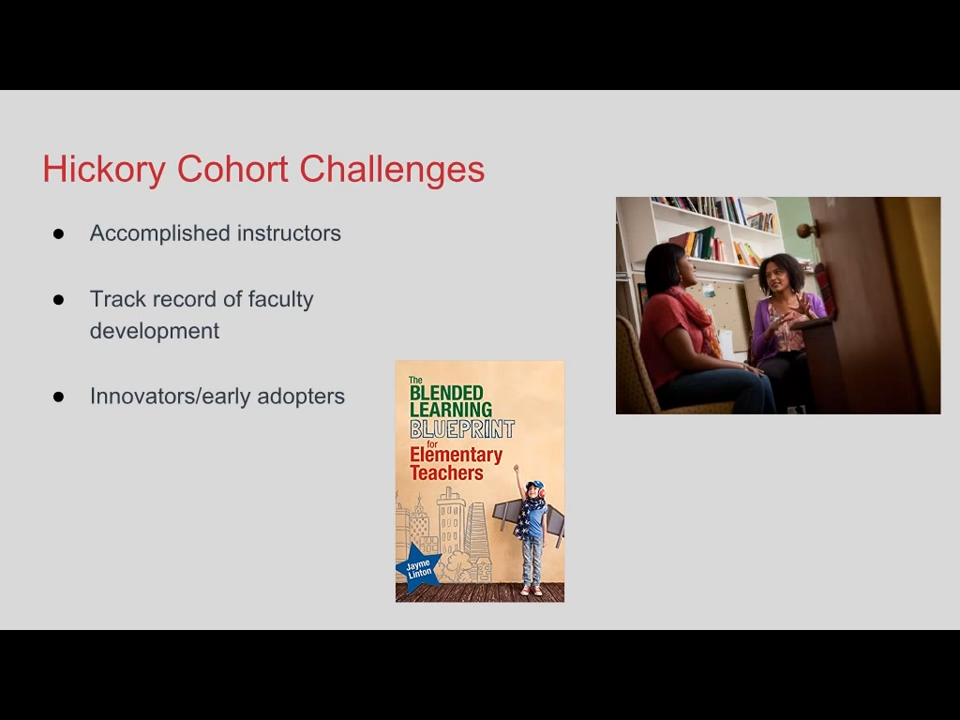 Hickory Cohort Challenges
● Accomplished instructors
● Track record of faculty
development
● Innovators/early adopters
The
BLENDED
LEARNING
BLUEPRINT
for
Elementary
Teachers
Jayme
Linton